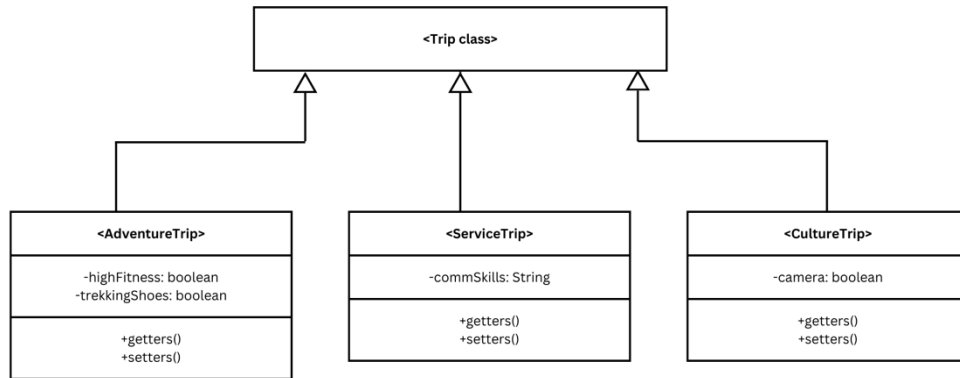 <Trip class>
<AdventureTrip>
-highFitness: boolean
-trekkingShoes: boolean
+getters()
+setters()
<ServiceTrip>
-commSkills: String
+getters()
+setters()
<CultureTrip>
-camera: boolean
+getters()
+setters()